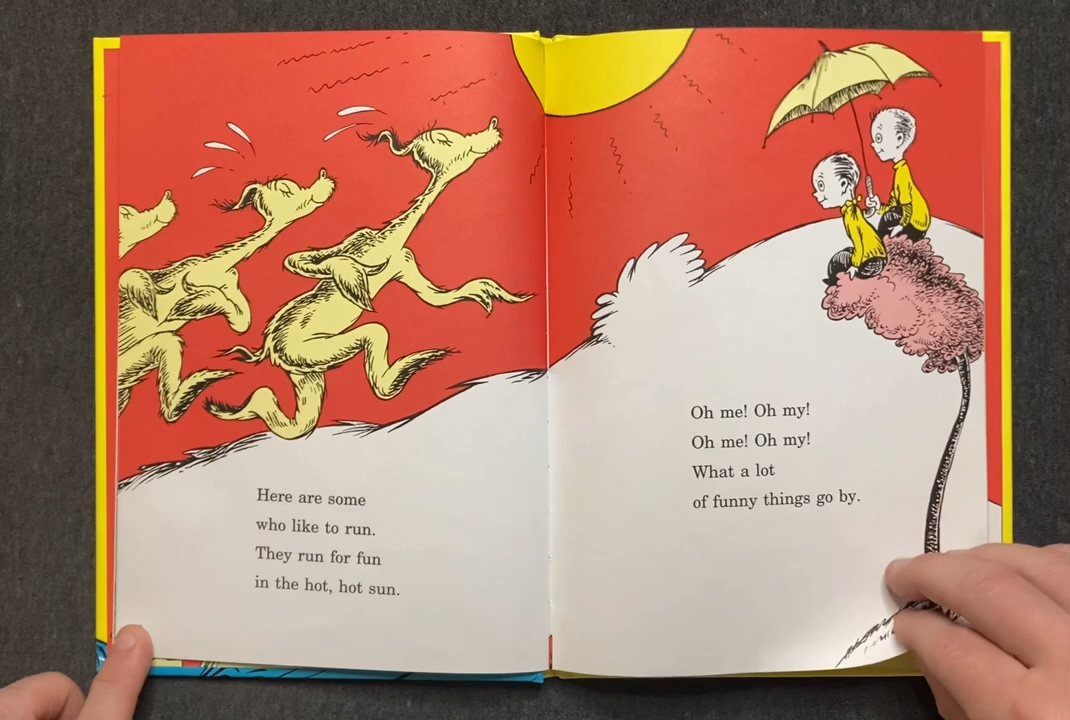 Here are some
who like to run.
They run for fun
in the hot, hot sun.
Oh me! Oh my!
Oh me! Oh my!
What a lot
of funny things go by.